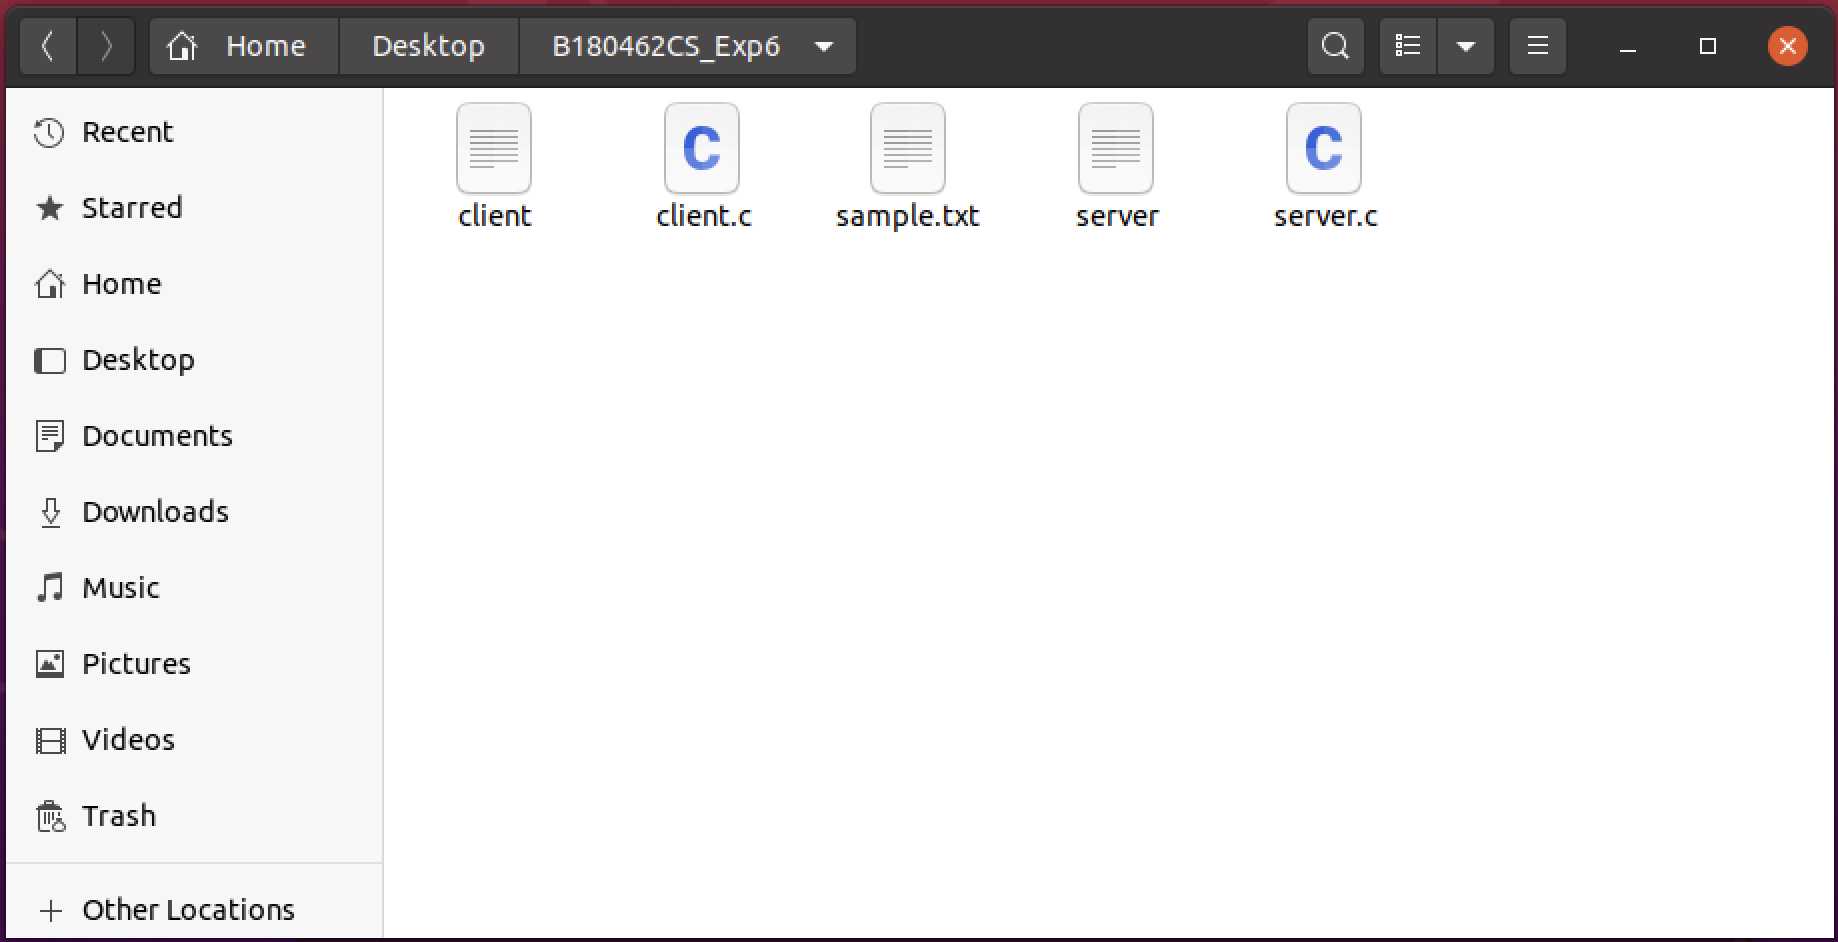 Home Desktop B180462CS_Exp6
Recent
Starred
Home
Desktop
Documents
Downloads
Music
Pictures
Videos
Trash
Other Locations
C C
client client.c sample.txt server server.c